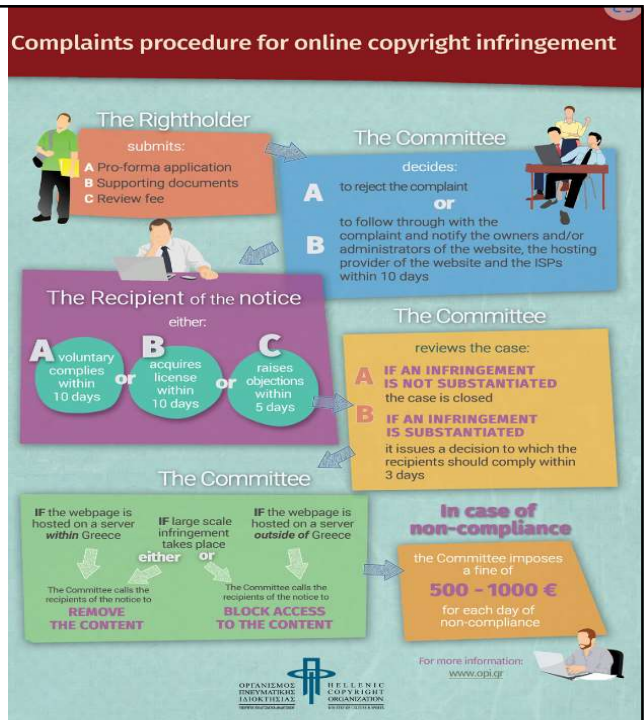 Complaints procedure for online copyright infringement
The Rightholder
submits:
A Pro-forma application
B Supporting documents
C Review fee
The Committee
decides:
A to reject the complaint
or
B to follow through with the
complaint and notify the owners and/or
administrators of the website, the hosting
provider of the website and the ISPs
within 10 days
The Recipient of the notice
either:
A voluntary
complies
within
10 days
or
B
acquires
license
within
10 days
or
C
raises
objections
within
5 days
The Committee
reviews the case:
A IF AN INFRINGEMENT
IS NOT SUBSTANTIATED
the case is closed
B IF AN INFRINGEMENT
IS SUBSTANTIATED
it issues a decision to which the
recipients should comply within
3 days
The Committee
IF the webpage is
hosted on a server
within Greece
IF large scale
infringement
takes place
either or
IF the webpage is
hosted on a server
outside of Greece
The Committee calls the
recipients of the notice to
REMOVE
THE CONTENT
The Committee calls the
recipients of the notice to
BLOCK ACCESS
TO THE CONTENT
In case of
non-compliance
the Committee imposes
a fine of
500 - 1000 €
for each day of
non-compliance
For more information:
www.opi.gr
ΟΡΓΑΝΙΣΜΟΣ
ΠΝΕΥΜΑΤΙΚΗΣ
ΙΔΙΟΚΤΗΣΙΑΣ
HELLENIC
COPYRIGHT
ORGANIZATION